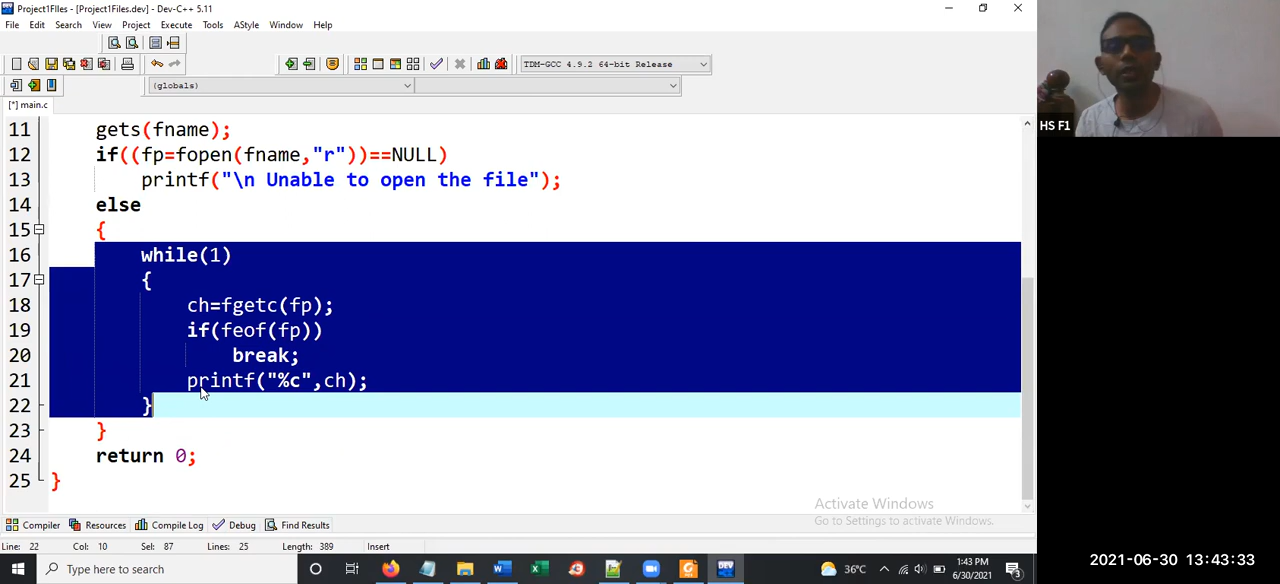 Project1FIles - [Project1Files.dev] - Dev-C++ 5.11
File Edit Search View Project Execute Tools AStyle Window Help
TDM-GCC 4.9.2 64-bit Release
(globals)
[*] main.c
11 gets(fname);
12 if((fp=fopen(fname,"r"))==NULL)
13 printf("\n Unable to open the file");
14 else
15 {
16 while(1)
17 {
18 ch=fgetc(fp);
19 if(feof(fp))
20 break;
21 printf("%c",ch);
22 }
23 }
24 return 0;
25 }
HS F1
Activate Windows
Go to Settings to activate Windows.
Compiler Resources Compile Log Debug Find Results
Line: 22 Col: 10 Sel: 87 Lines: 25 Length: 389 Insert
Type here to search
DEV
36°C
1:43 PM
6/30/2021
3
2021-06-30 13:43:33